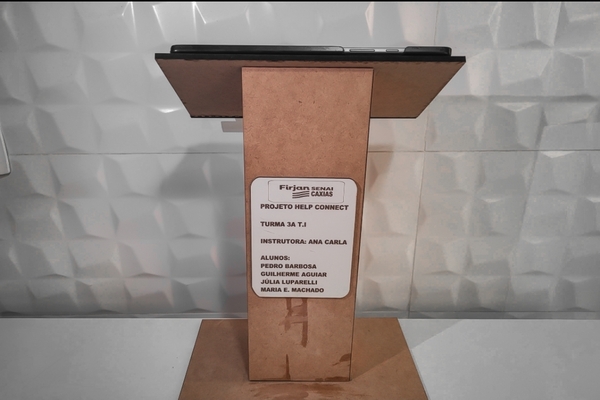 Firjan SENAI
CAXIAS
PROJETO HELP CONNECT
TURMA 3A T.I
INSTRUTORA: ANA CARLA
ALUNOS:
PEDRO BARBOSA
GUILHERME AGUIAR
JÚLIA LUPARELLI
MARIA E. MACHADO